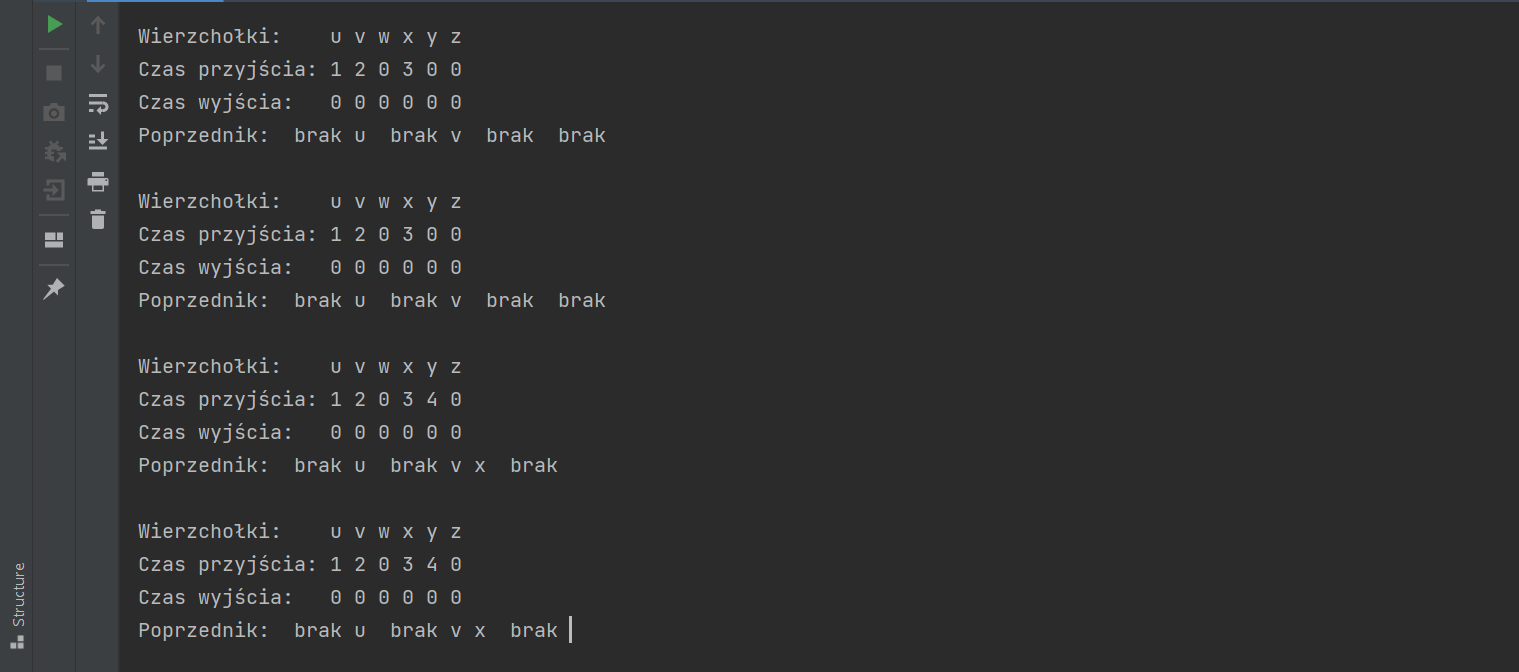 Wierzchołki:    u v w x y z
Czas przyjścia: 1 2 0 3 0 0
Czas wyjścia:   0 0 0 0 0 0
Poprzednik:  brak u  brak v  brak  brak
Wierzchołki:    u v w x y z
Czas przyjścia: 1 2 0 3 0 0
Czas wyjścia:   0 0 0 0 0 0
Poprzednik:  brak u  brak v  brak  brak
Wierzchołki:    u v w x y z
Czas przyjścia: 1 2 0 3 4 0
Czas wyjścia:   0 0 0 0 0 0
Poprzednik:  brak u  brak v x  brak
Wierzchołki:    u v w x y z
Czas przyjścia: 1 2 0 3 4 0
Czas wyjścia:   0 0 0 0 0 0
Poprzednik:  brak u  brak v x  brak
Structure